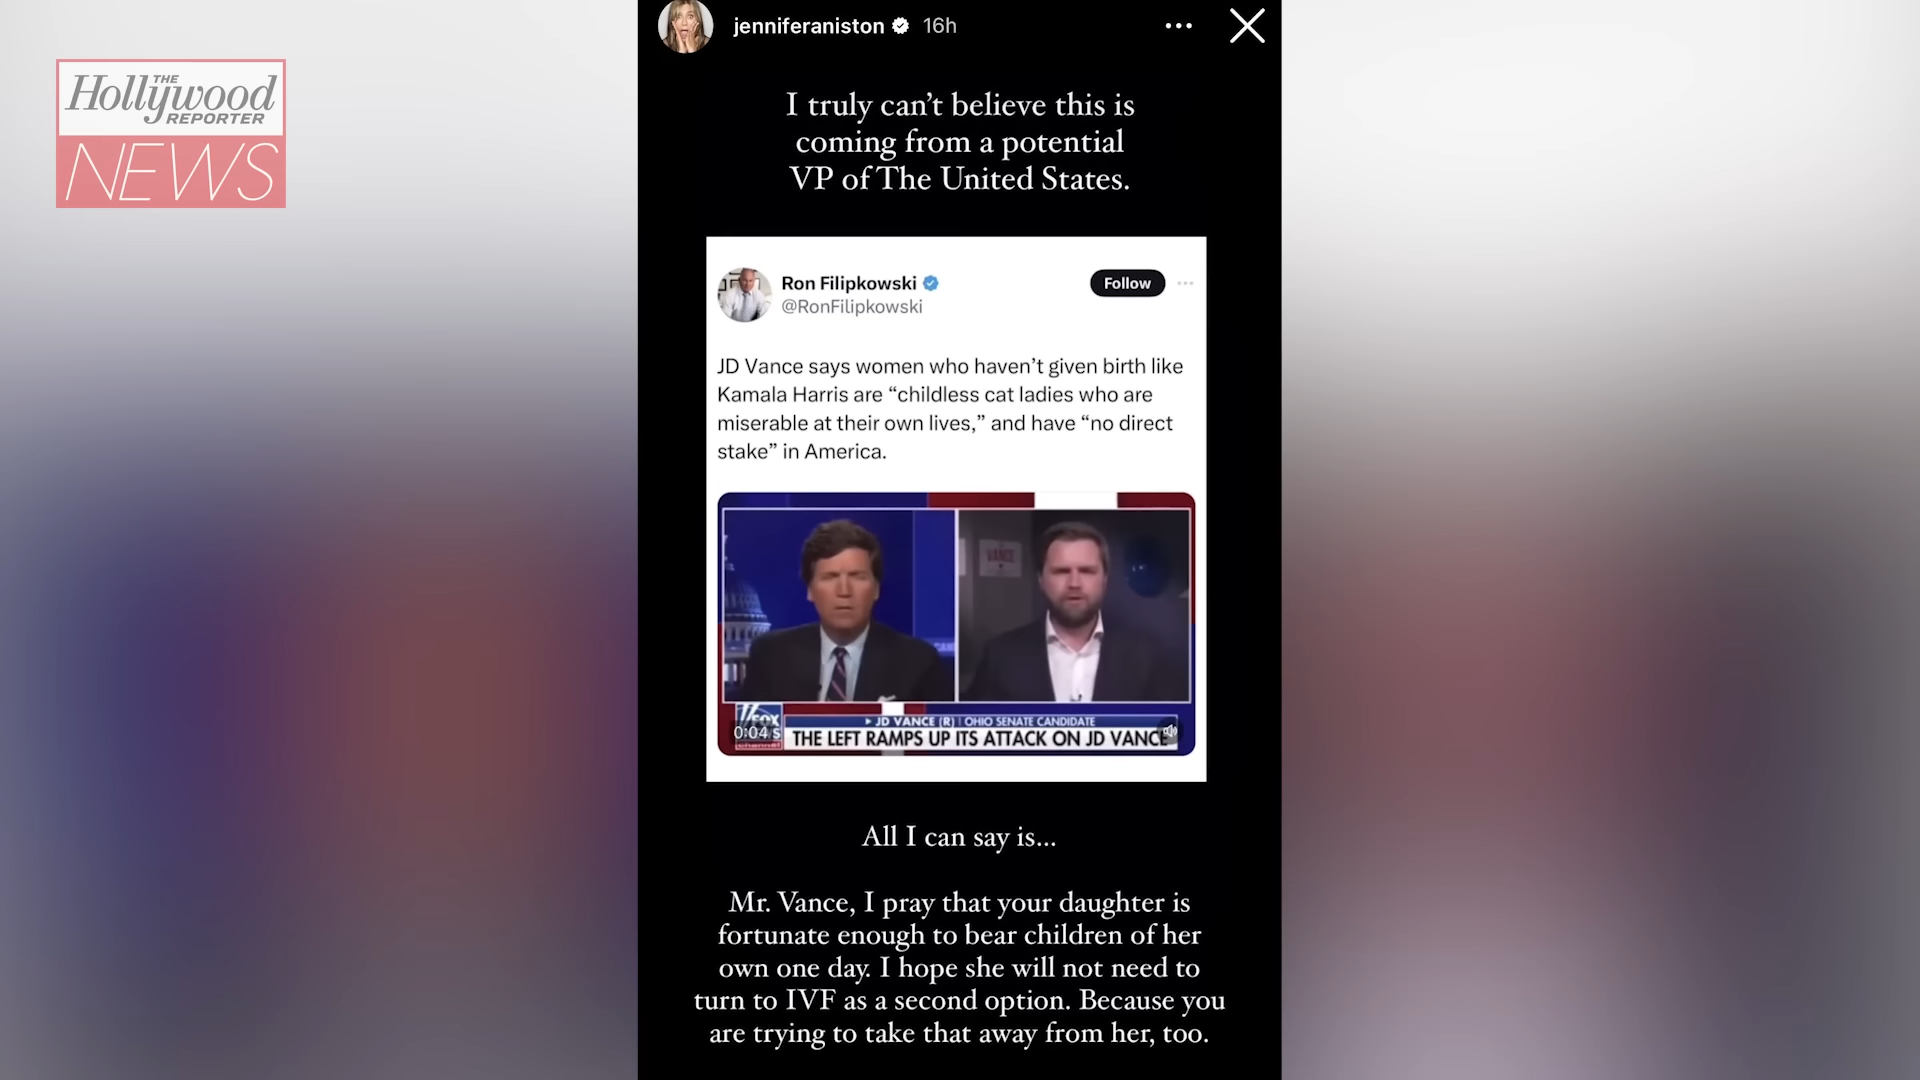 THE
Hollywood
REPORTER
NEWS
jenniferaniston 16h
I truly can't believe this is
coming from a potential
VP of The United States.
Ron Filipkowski
@RonFilipkowski
Follow
JD Vance says women who haven't given birth like
Kamala Harris are “childless cat ladies who are
miserable at their own lives,” and have “no direct
stake” in America.
VANCE
FOX
0:04
JD VANCE (R) | OHIO SENATE CANDIDATE
THE LEFT RAMPS UP ITS ATTACK ON JD VANCE
All I can say is...
Mr. Vance, I pray that your daughter is
fortunate enough to bear children of her
own one day. I hope she will not need to
turn to IVF as a second option. Because you
are trying to take that away from her, too.